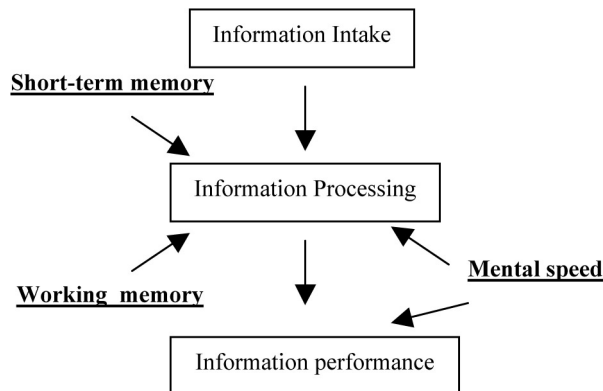 Information Intake
Short-term memory
Information Processing
Mental speed
Working  memory
Information performance